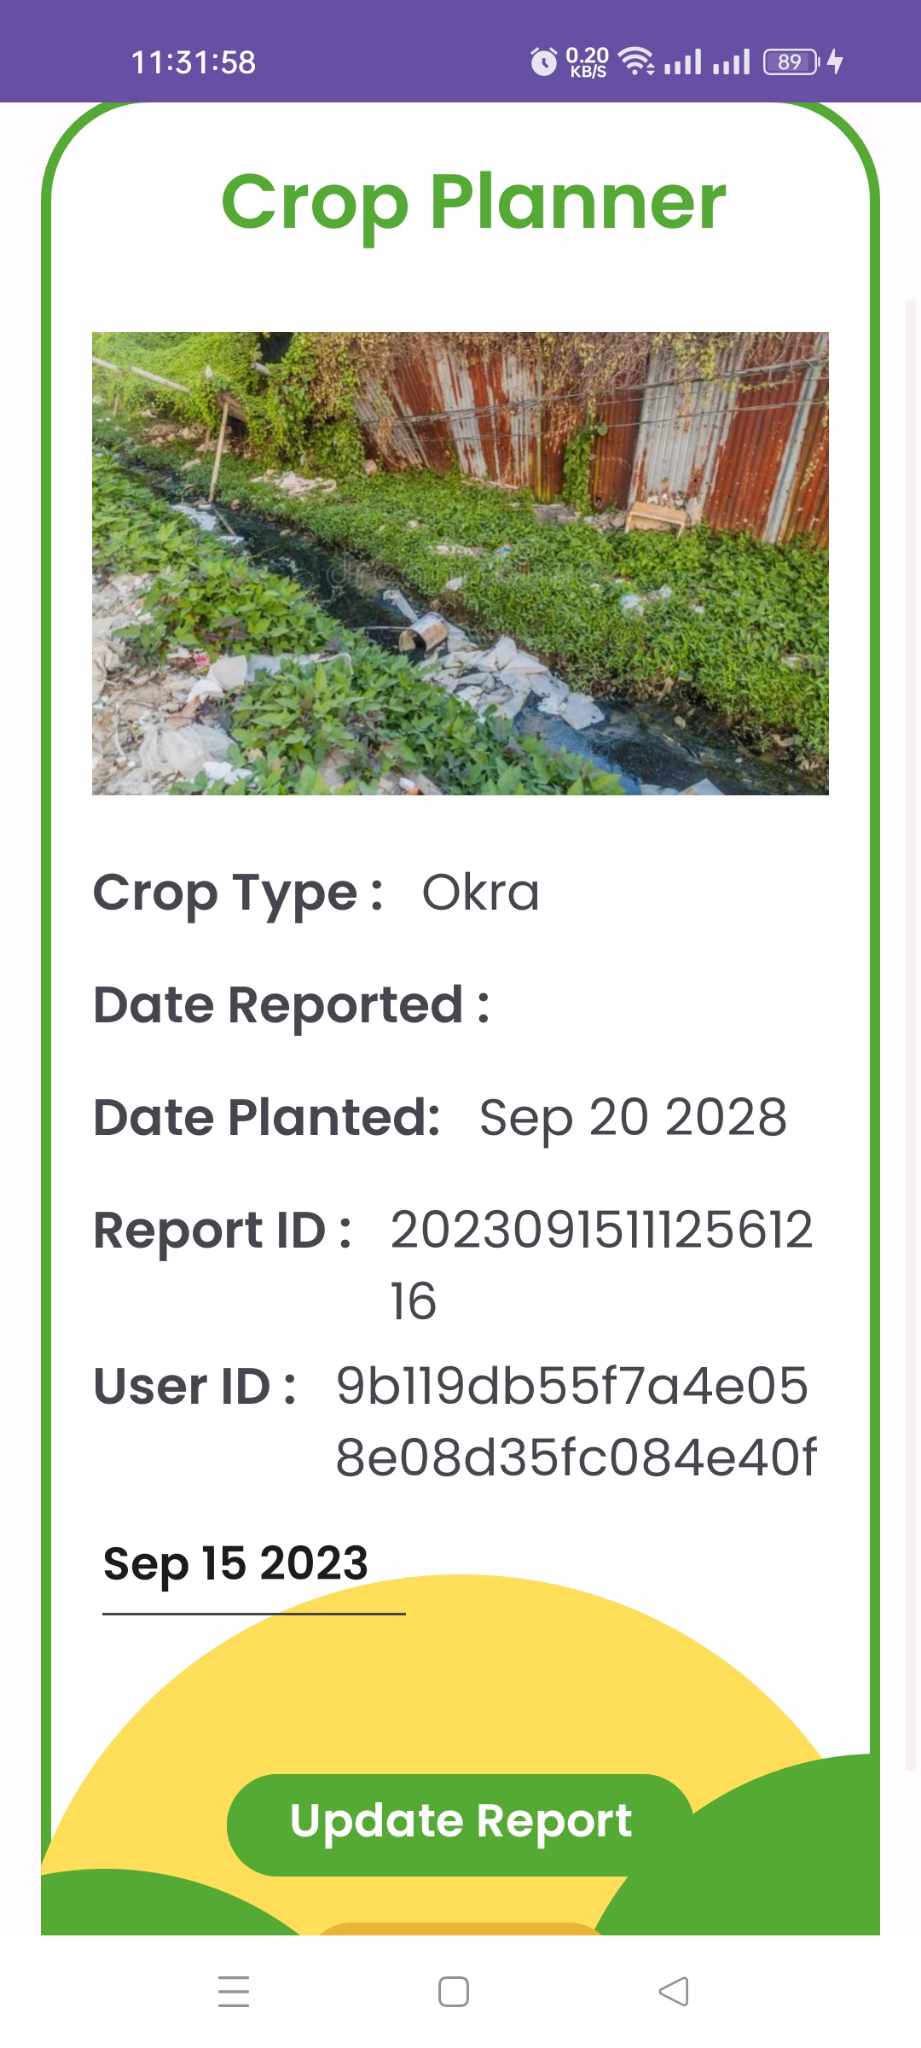 11:31:58
0.20
KB/S
89
Crop Planner
Crop Type : Okra
Date Reported :
Date Planted: Sep 20 2028
Report ID : 2023091511125612
16
User ID : 9b119db55f7a4e05
8e08d35fc084e40f
Sep 15 2023
Update Report